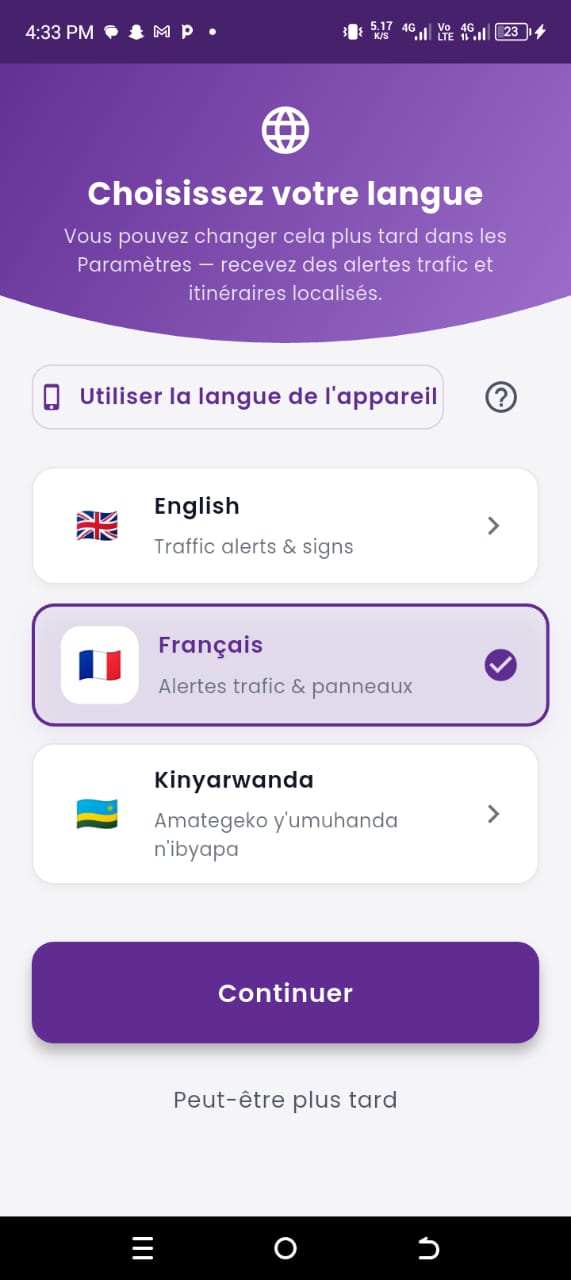 4:33 PM
5.17 K/S 4G Vo LTE 4G 23
Choisissez votre langue
Vous pouvez changer cela plus tard dans les
Paramètres — recevez des alertes trafic et
itinéraires localisés.
Utiliser la langue de l'appareil
English
Traffic alerts & signs
Français
Alertes trafic & panneaux
Kinyarwanda
Amategeko y'umuhanda
n'ibyapa
Continuer
Peut-être plus tard